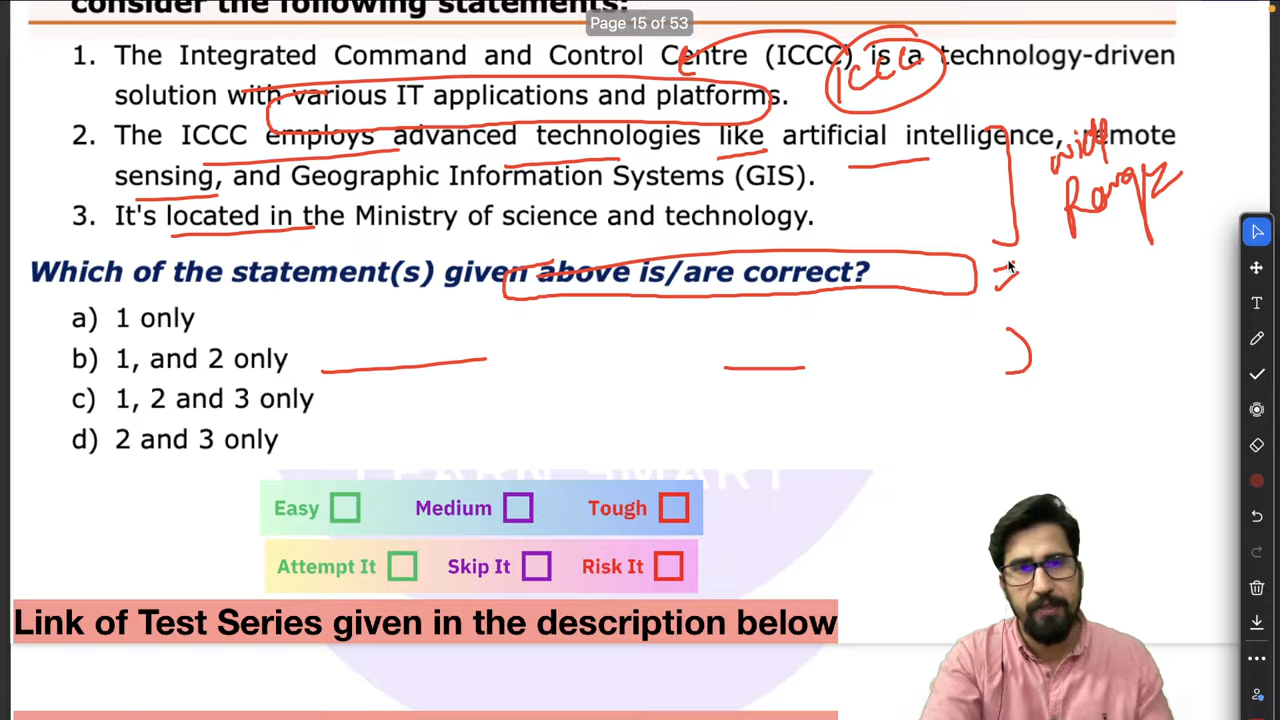 consider the following statements:
Page 15 of 53
1. The Integrated Command and Control Centre (ICCC) is a technology-driven
solution with various IT applications and platforms.
ICCC
2. The ICCC employs advanced technologies like artificial intelligence, remote
sensing, and Geographic Information Systems (GIS).
Range
3. It's located in the Ministry of science and technology.
Which of the statement(s) given above is/are correct?
a) 1 only
b) 1, and 2 only
c) 1, 2 and 3 only
d) 2 and 3 only
LEARN SMART
Easy Medium Tough
Attempt It Skip It Risk It
Link of Test Series given in the description below